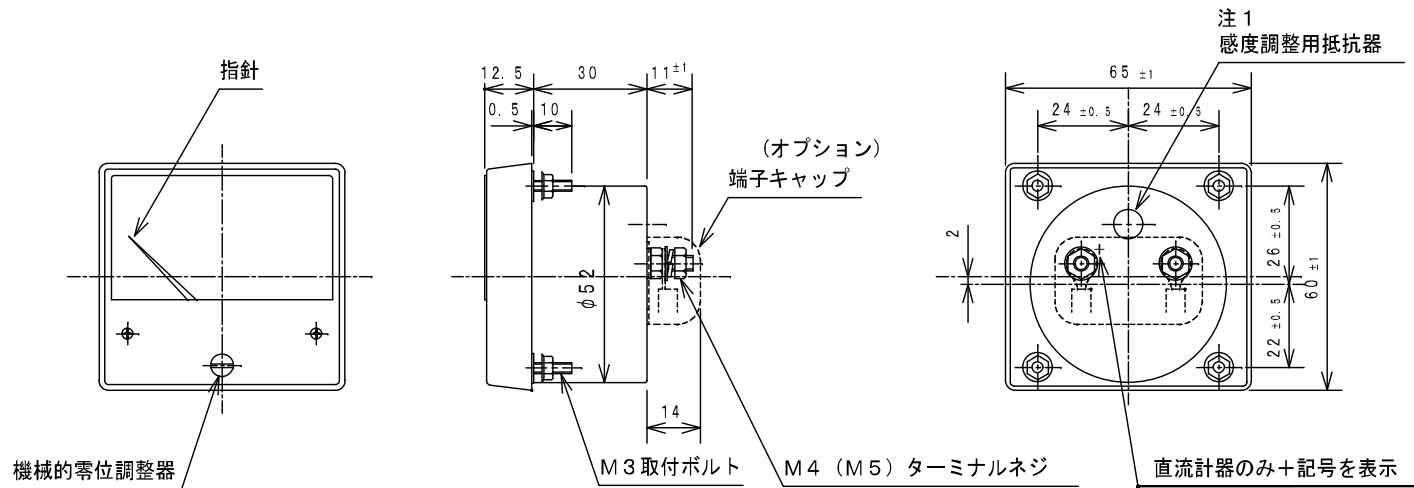 指針
機械的零位調整器
12.5
30
11±1
0.5
10
(オプション)
端子キャップ
φ52
14
M3取付ボルト
M4(M5)ターミナルネジ
注1
感度調整用抵抗器
65 ±1
24 ±0.5
24 ±0.5
2
+
26 ±0.5
60 ±1
22 ±0.5
直流計器のみ+記号を表示